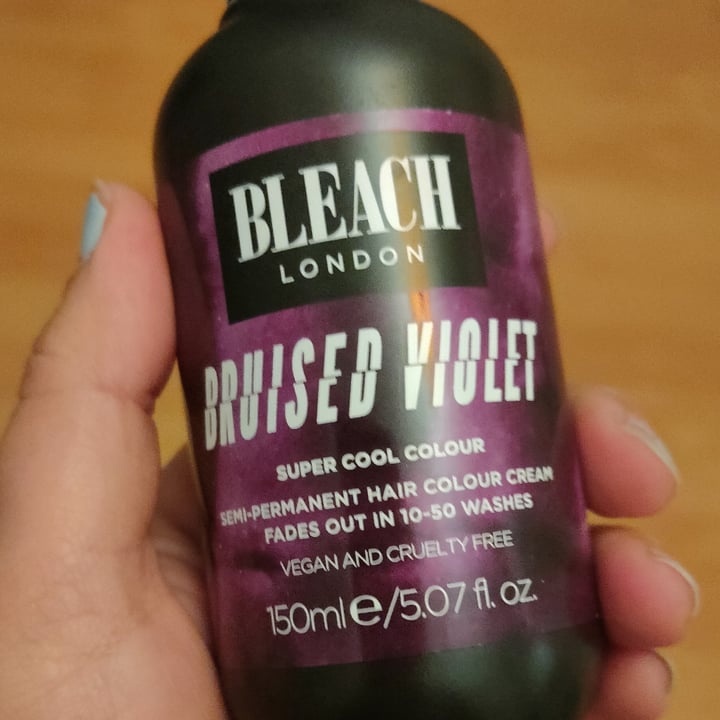 BLEACH
LONDON
BRUISED VIOLET
SUPER COOL COLOUR
SEMI-PERMANENT HAIR COLOUR CREAM
FADES OUT IN 10-50 WASHES
VEGAN AND CRUELTY FREE
150ml ℮/5.07 fl. oz.